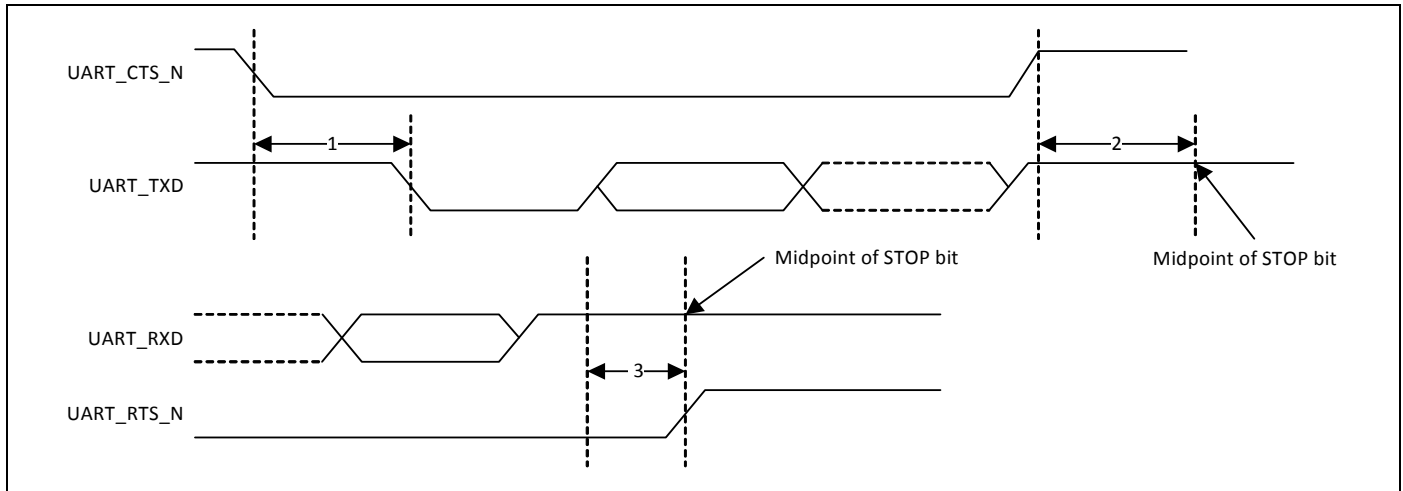 UART_CTS_N
1
2
UART_TXD
Midpoint of STOP bit
Midpoint of STOP bit
UART_RXD
3
UART_RTS_N